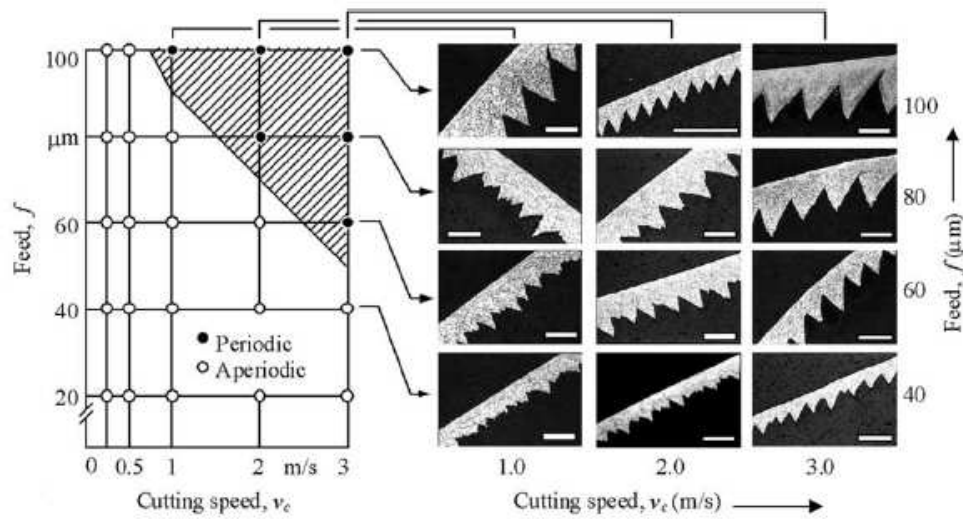 100
μm
80
60
40
20
Feed, f
Periodic
Aperiodic
0 0.5 1 2 m/s 3
Cutting speed, vc
100
80
60
40
Feed, f (μm)
1.0 2.0 3.0
Cutting speed, vc (m/s)